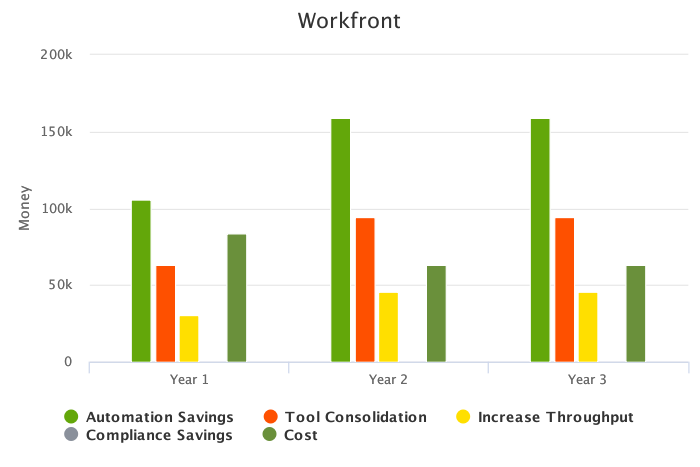 Workfront
200k
150k
100k
50k
0
Money
Year 1 Year 2 Year 3
Automation Savings Tool Consolidation Increase Throughput
Compliance Savings Cost